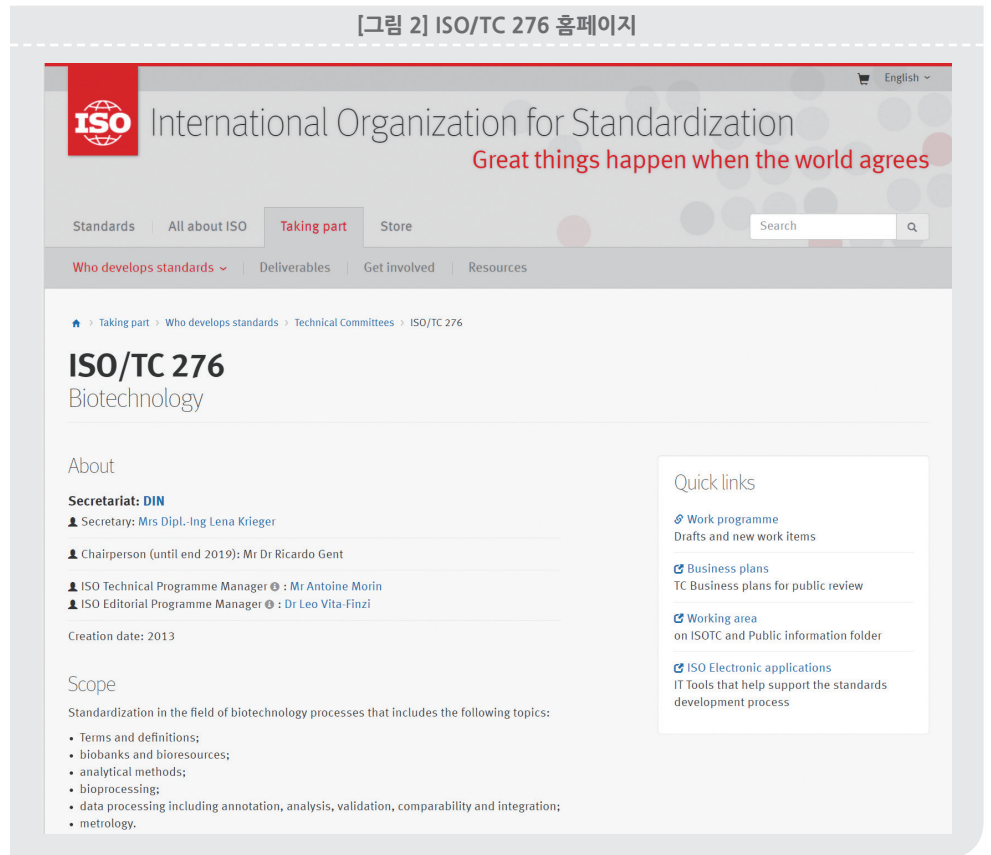 [그림 2] ISO/TC 276 홈페이지
English
ISO
International Organization for Standardization
Great things happen when the world agrees
Standards
All about ISO
Taking part
Store
Search
Who develops standards
Deliverables
Get involved
Resources
Taking part > Who develops standards > Technical Committees > ISO/TC 276
ISO/TC 276
Biotechnology
About
Secretariat: DIN
Secretary: Mrs Dipl.-Ing Lena Krieger
Chairperson (until end 2019): Mr Dr Ricardo Gent
ISO Technical Programme Manager : Mr Antoine Morin
ISO Editorial Programme Manager : Dr Leo Vita-Finzi
Creation date: 2013
Scope
Standardization in the field of biotechnology processes that includes the following topics:
• Terms and definitions;
• biobanks and bioresources;
• analytical methods;
• bioprocessing;
• data processing including annotation, analysis, validation, comparability and integration;
• metrology.
Quick links
Work programme
Drafts and new work items
Business plans
TC Business plans for public review
Working area
on ISOTC and Public information folder
ISO Electronic applications
IT Tools that help support the standards
development process